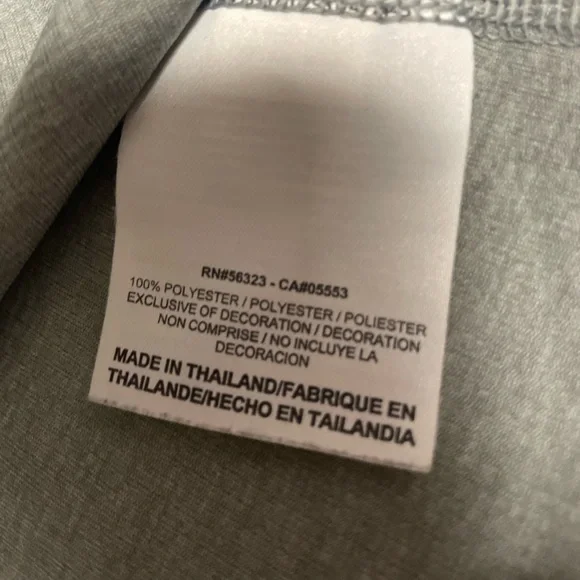 RN#56323 - CA#05553
100% POLYESTER / POLYESTER / POLIESTER
EXCLUSIVE OF DECORATION / DECORATION
NON COMPRISE / NO INCLUYE LA
DECORACION
MADE IN THAILAND/FABRIQUE EN
THAILANDE/HECHO EN TAILANDIA